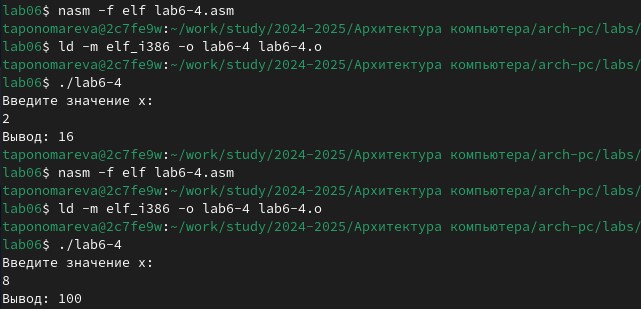 lab06$ nasm -f elf lab6-4.asm
taponomareva@2c7fe9w:~/work/study/2024-2025/Архитектура компьютера/arch-pc/labs/
lab06$ ld -m elf_i386 -o lab6-4 lab6-4.o
taponomareva@2c7fe9w:~/work/study/2024-2025/Архитектура компьютера/arch-pc/labs/
lab06$ ./lab6-4
Введите значение x:
2
Вывод: 16
taponomareva@2c7fe9w:~/work/study/2024-2025/Архитектура компьютера/arch-pc/labs/
lab06$ nasm -f elf lab6-4.asm
taponomareva@2c7fe9w:~/work/study/2024-2025/Архитектура компьютера/arch-pc/labs/
lab06$ ld -m elf_i386 -o lab6-4 lab6-4.o
taponomareva@2c7fe9w:~/work/study/2024-2025/Архитектура компьютера/arch-pc/labs/
lab06$ ./lab6-4
Введите значение x:
8
Вывод: 100